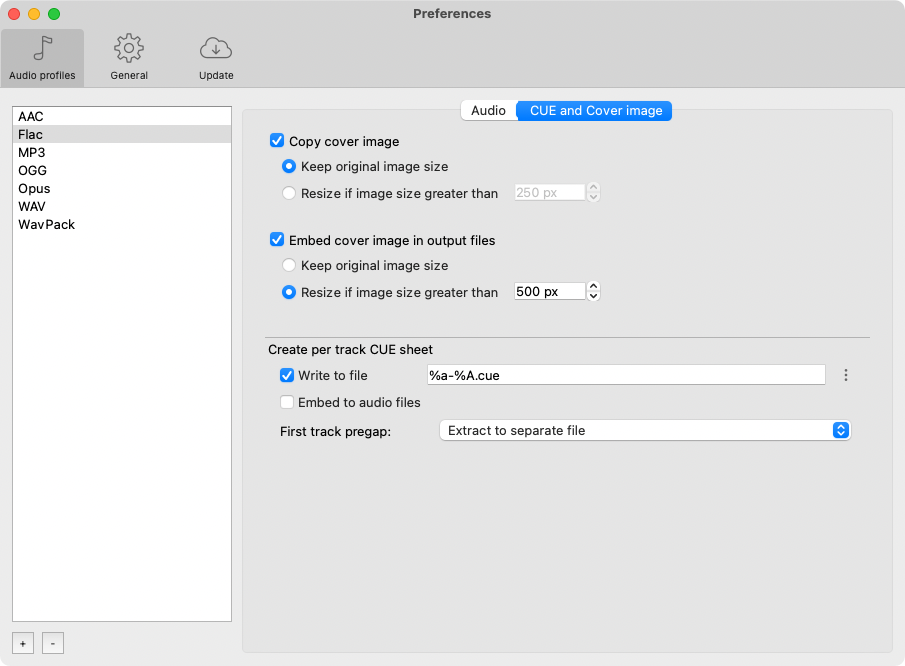 Preferences
Audio profiles
General
Update
AAC
Flac
MP3
OGG
Opus
WAV
WavPack
+ -
Audio CUE and Cover image
Copy cover image
Keep original image size
Resize if image size greater than 250 px
Embed cover image in output files
Keep original image size
Resize if image size greater than 500 px
Create per track CUE sheet
Write to file %a-%A.cue
Embed to audio files
First track pregap: Extract to separate file